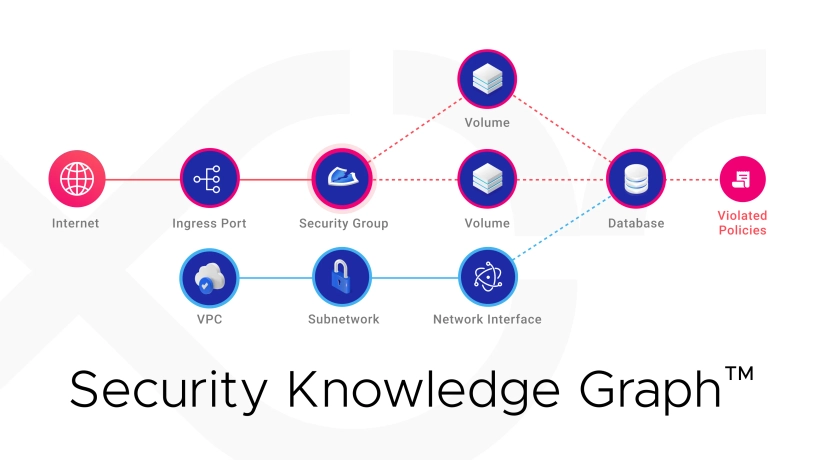 Volume
Internet
Ingress Port
Security Group
Volume
Database
Violated
Policies
VPC
Subnetwork
Network Interface
Security Knowledge Graph™